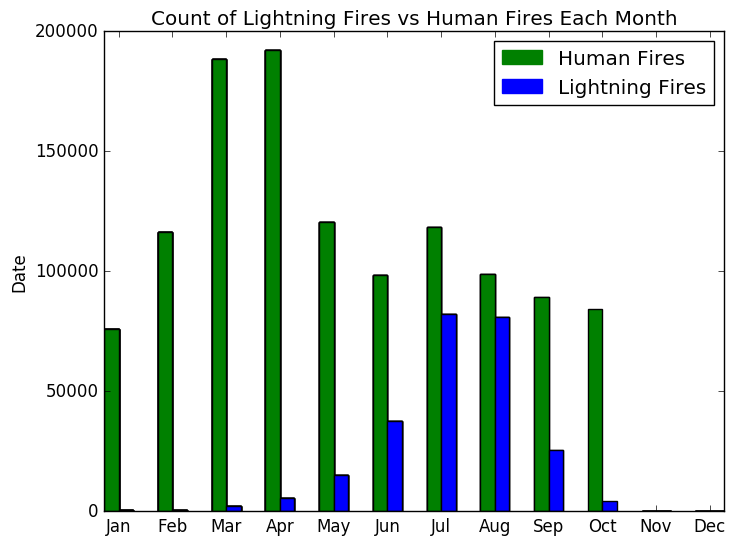 Count of Lightning Fires vs Human Fires Each Month
Human Fires
Lightning Fires
200000
150000
100000
50000
0
Date
Jan Feb Mar Apr May Jun Jul Aug Sep Oct Nov Dec